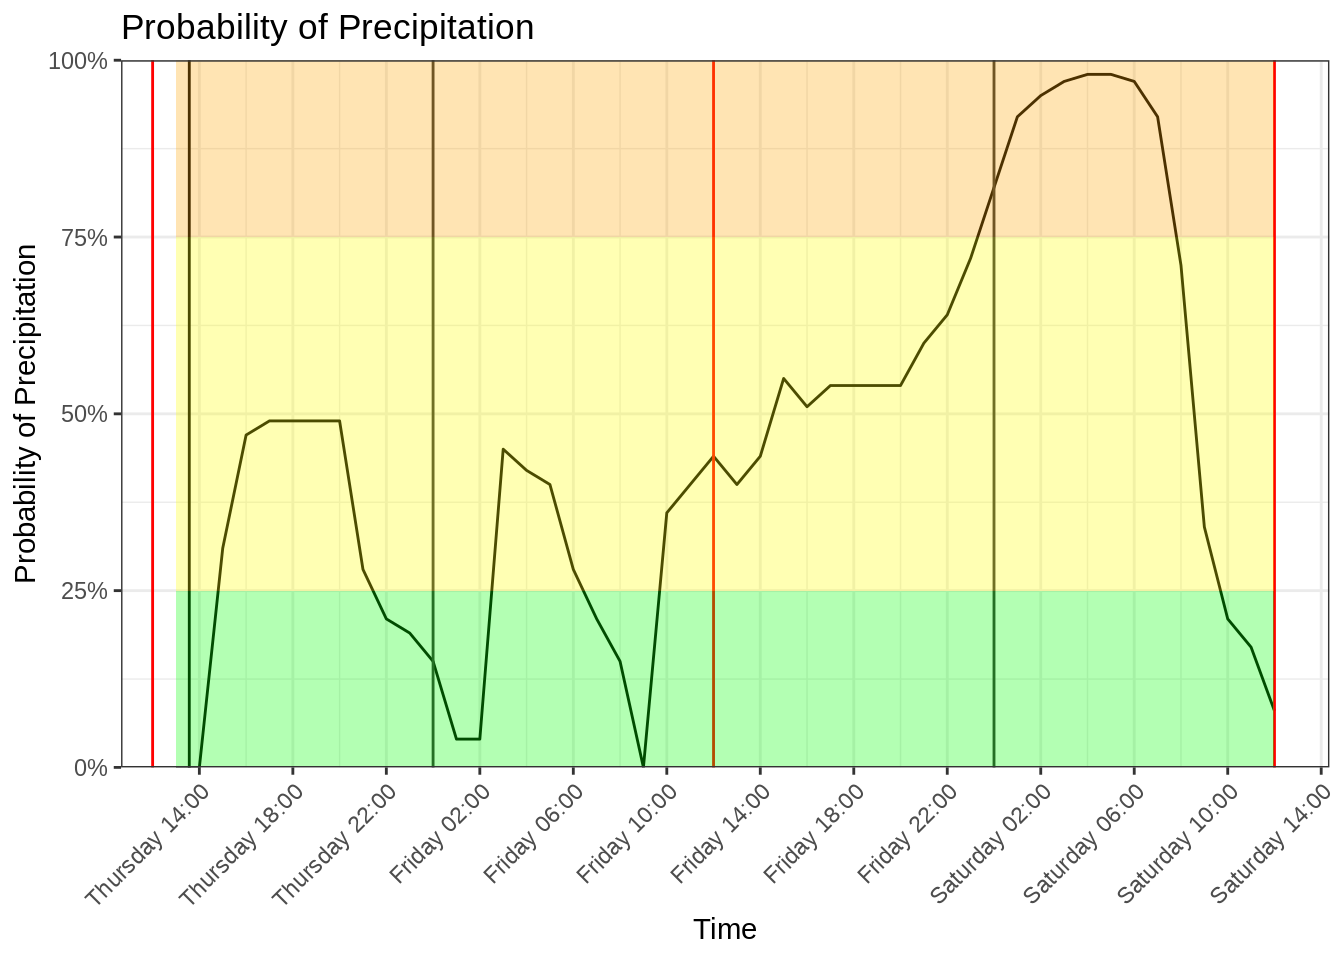 Probability of Precipitation
Probability of Precipitation
100%
75%
50%
25%
0%
Thursday 14:00
Thursday 18:00
Thursday 22:00
Friday 02:00
Friday 06:00
Friday 10:00
Friday 14:00
Friday 18:00
Friday 22:00
Saturday 02:00
Saturday 06:00
Saturday 10:00
Saturday 14:00
Time